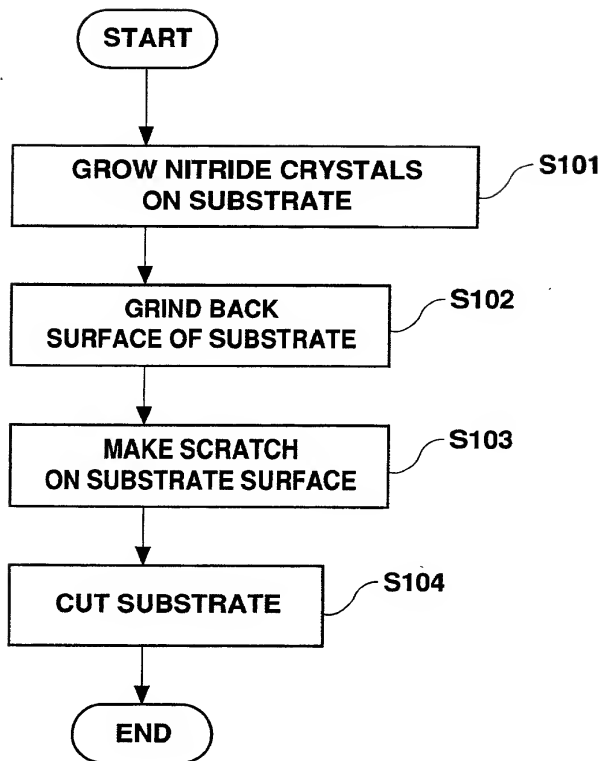 START
GROW NITRIDE CRYSTALS
ON SUBSTRATE
S101
GRIND BACK
SURFACE OF SUBSTRATE
S102
MAKE SCRATCH
ON SUBSTRATE SURFACE
S103
CUT SUBSTRATE
S104
END